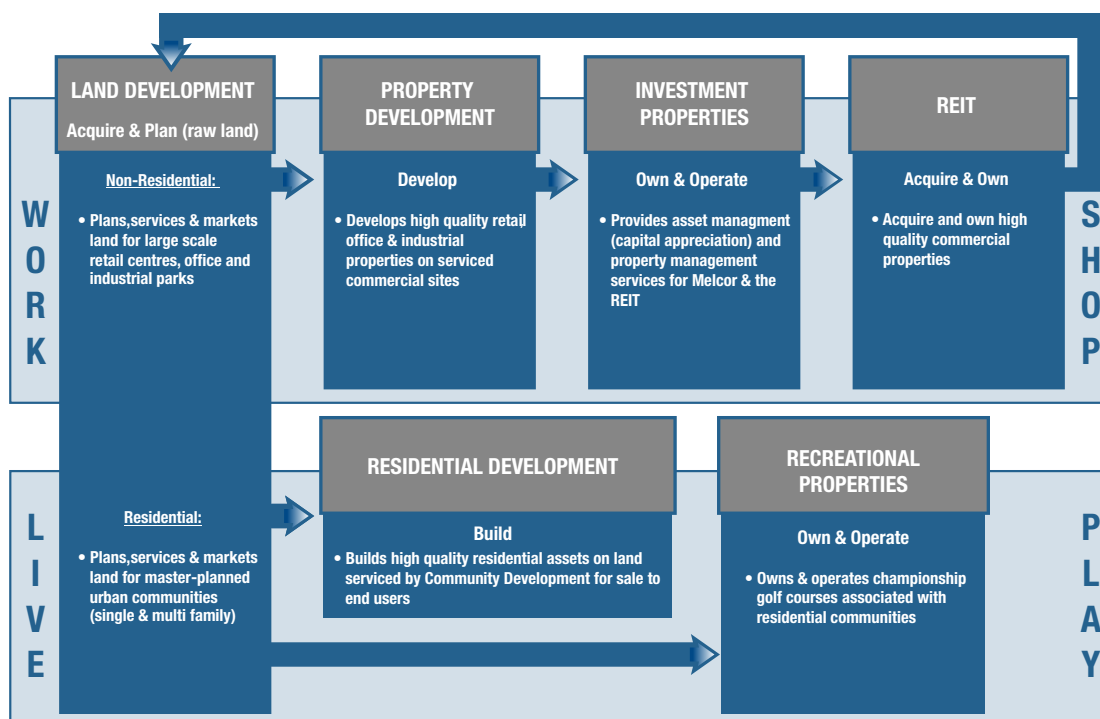 LAND DEVELOPMENT
Acquire & Plan (raw land)
PROPERTY
DEVELOPMENT
INVESTMENT
PROPERTIES
REIT
WORK
Non-Residential:
• Plans,services & markets
land for large scale
retail centres, office and
industrial parks
Develop
• Develops high quality retail,
office & industrial
properties on serviced
commercial sites
Own & Operate
• Provides asset managment
(capital appreciation) and
property management
services for Melcor & the
REIT
Acquire & Own
• Acquire and own high
quality commercial
properties
SHOP
LIVE
Residential:
• Plans,services & markets
land for master-planned
urban communities
(single & multi family)
RESIDENTIAL DEVELOPMENT
Build
• Builds high quality residential assets on land
serviced by Community Development for sale to
end users
RECREATIONAL
PROPERTIES
Own & Operate
• Owns & operates championship
golf courses associated with
residential communities
PLAY